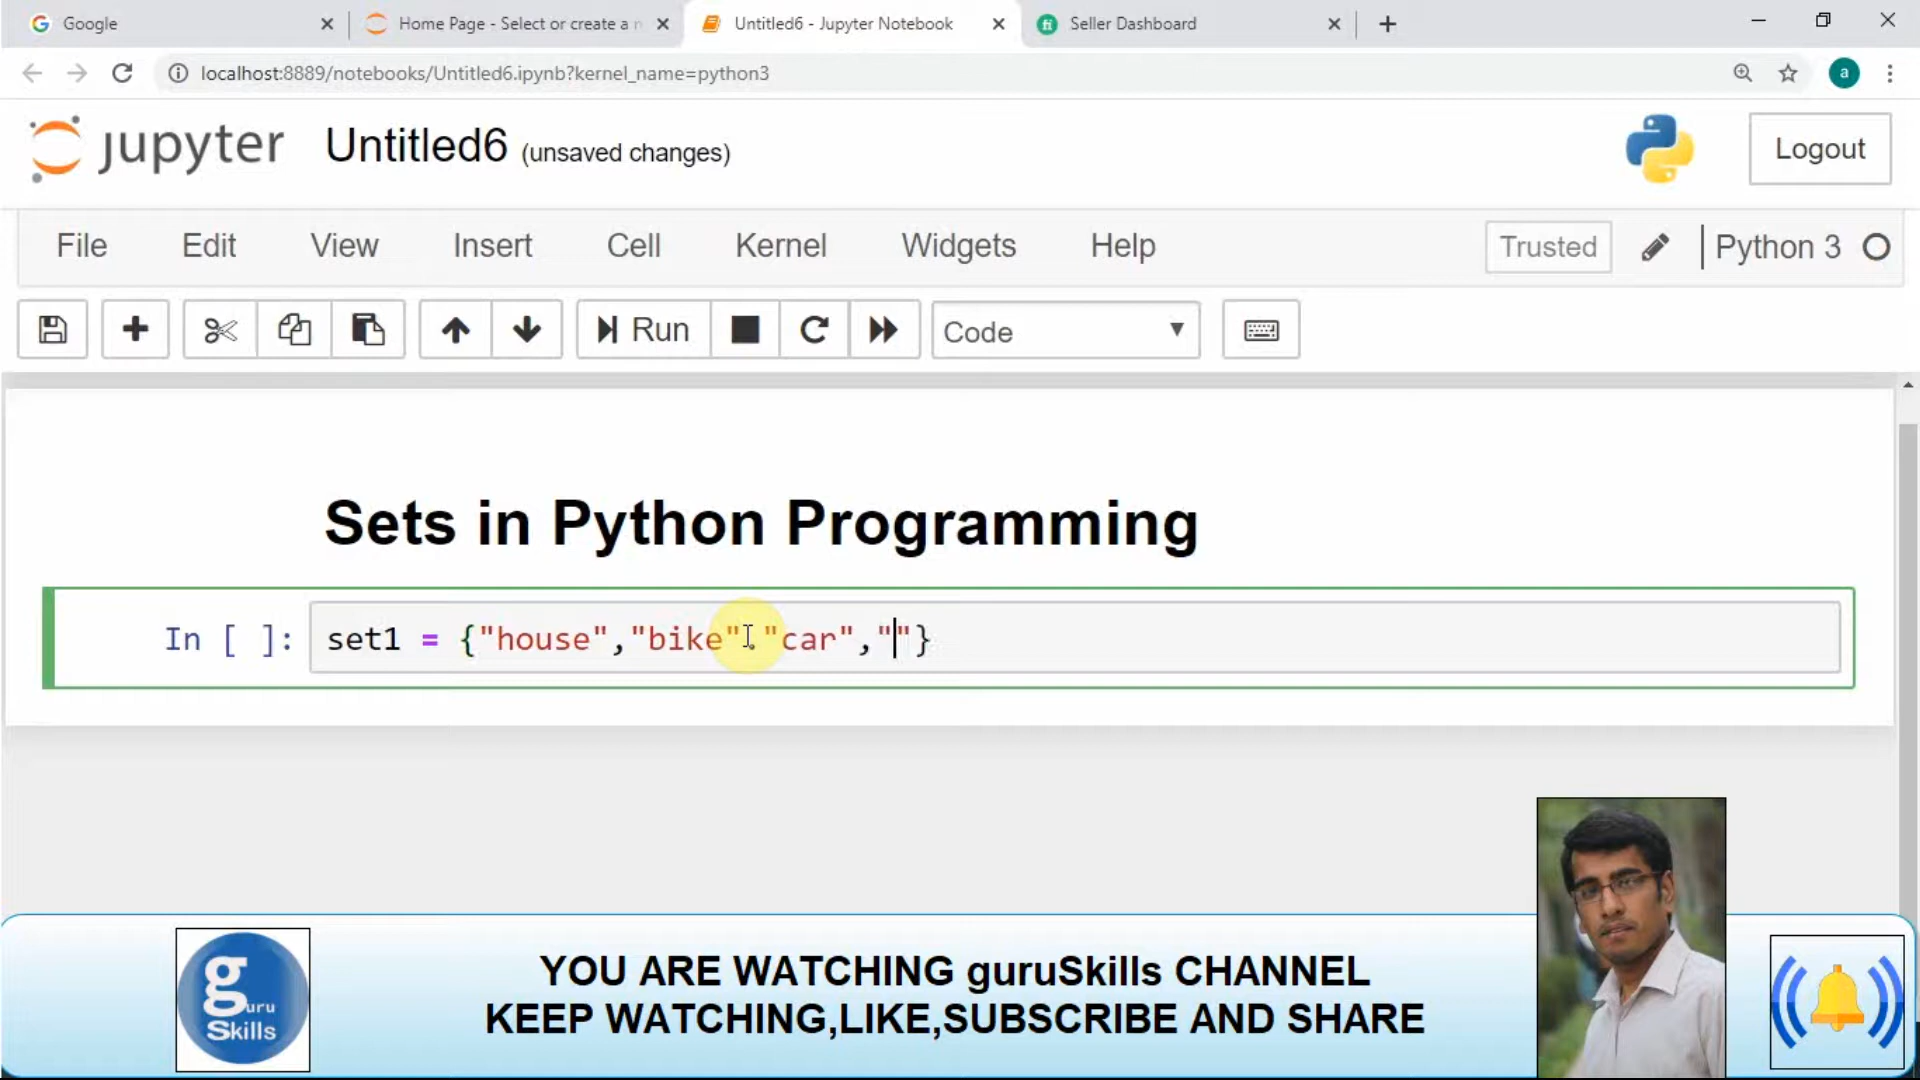 Google
Home Page - Select or create a n
Untitled6 - Jupyter Notebook
Seller Dashboard
localhost:8889/notebooks/Untitled6.ipynb?kernel_name=python3
a
jupyter Untitled6 (unsaved changes)
Logout
File Edit View Insert Cell Kernel Widgets Help
Trusted
Python 3
Run
Code
Sets in Python Programming
In [ ]: set1 = {"house","bike","car",""}
guru Skills
YOU ARE WATCHING guruSkills CHANNEL
KEEP WATCHING,LIKE,SUBSCRIBE AND SHARE